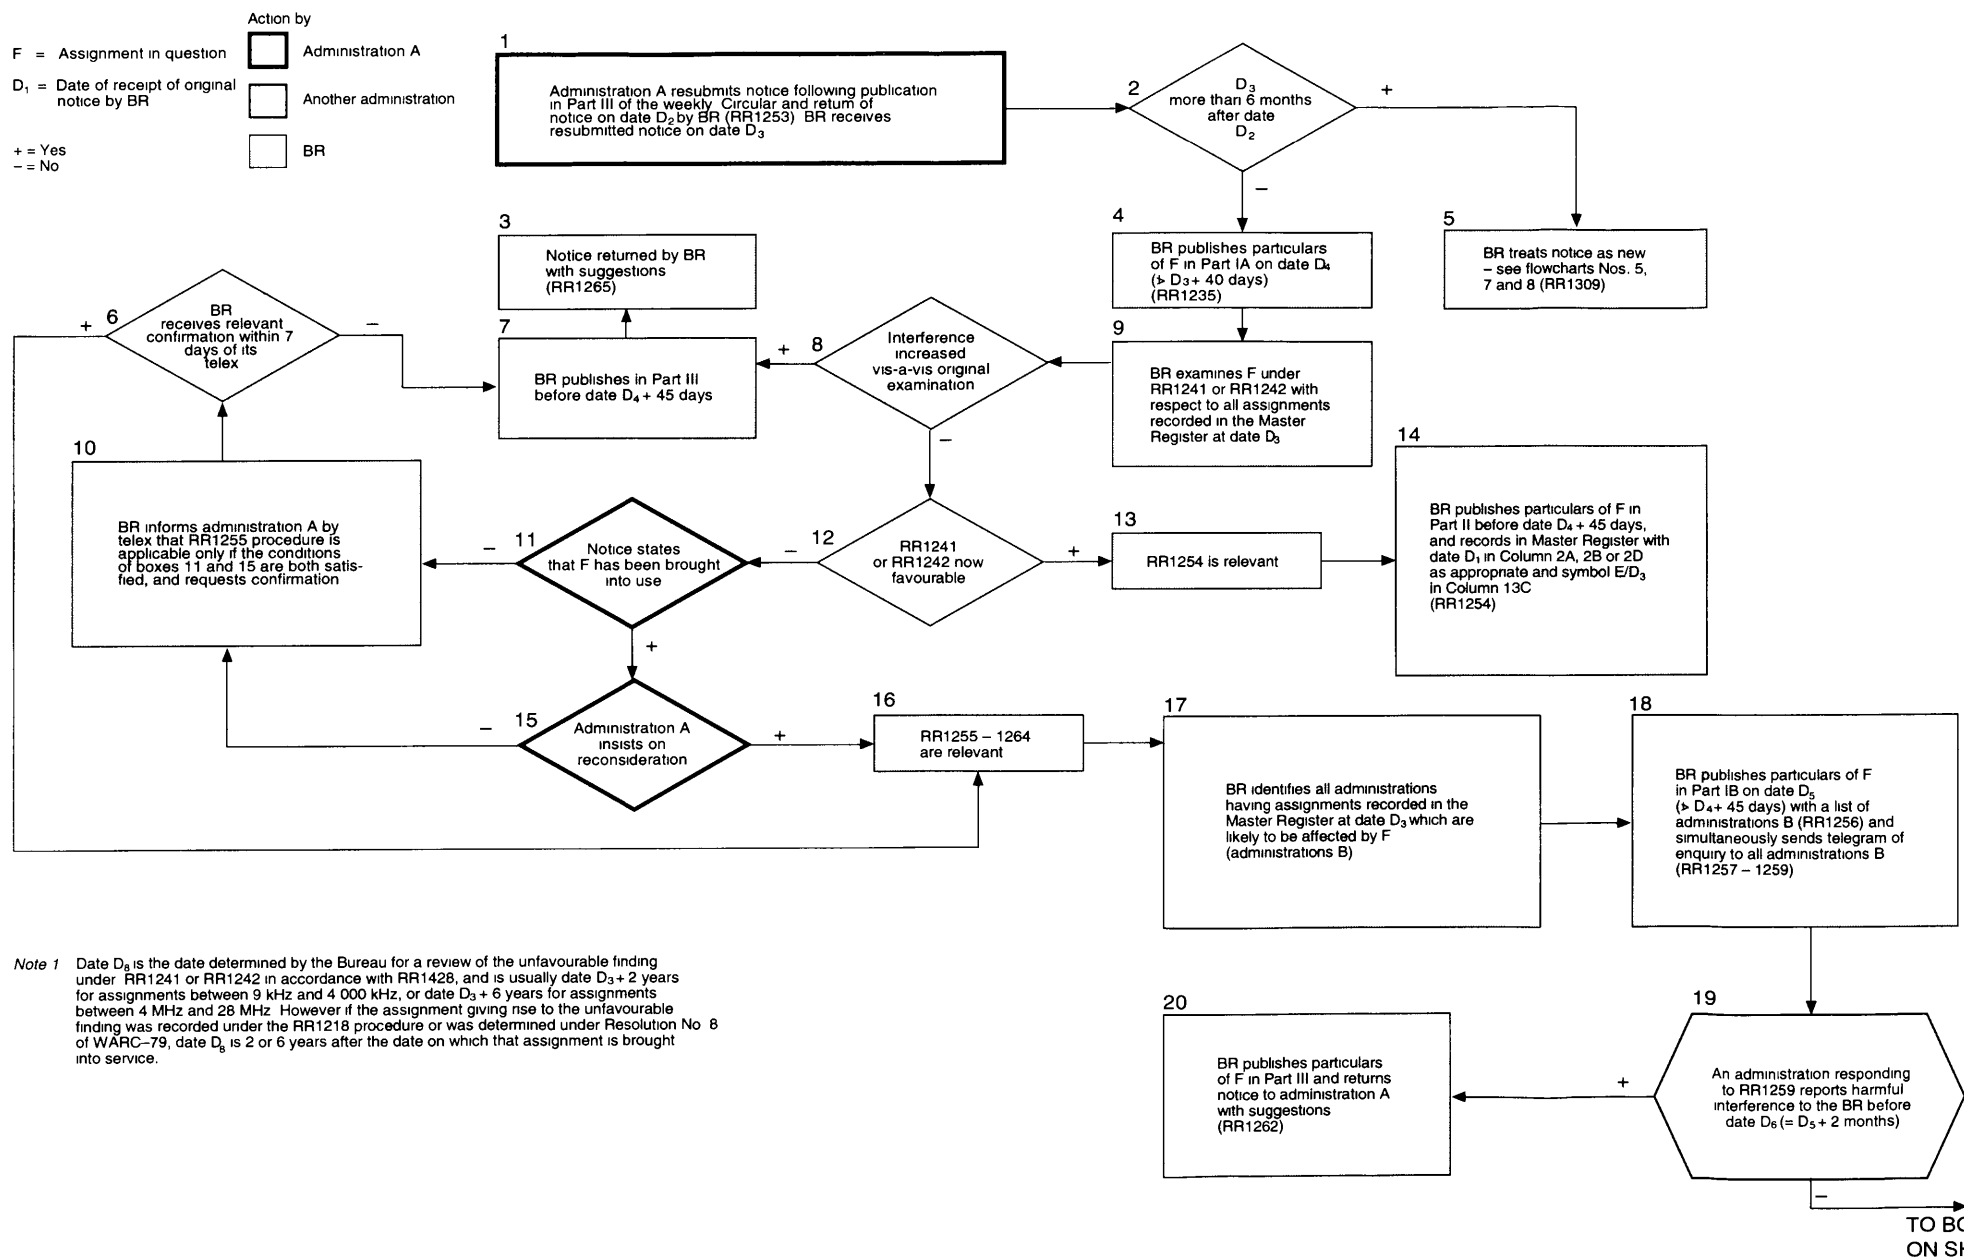 Action by
F = Assignment in question
Administration A
D1 = Date of receipt of original
notice by BR
Another administration
+ = Yes
– = No
BR
1
Administration A resubmits notice following publication
in Part III of the weekly Circular and return of
notice on date D2 by BR (RR1253) BR receives
resubmitted notice on date D3
2
D3
more than 6 months
after date
D2
+
–
3
Notice returned by BR
with suggestions
(RR1265)
4
BR publishes particulars
of F in Part IA on date D4
(≯ D3 + 40 days)
(RR1235)
5
BR treats notice as new
– see flowcharts Nos. 5,
7 and 8 (RR1309)
6
BR
receives relevant
confirmation within 7
days of its
telex
+
–
7
BR publishes in Part III
before date D4 + 45 days
8
Interference
increased
vis-a-vis original
examination
+
–
9
BR examines F under
RR1241 or RR1242 with
respect to all assignments
recorded in the Master
Register at date D3
10
BR informs administration A by
telex that RR1255 procedure is
applicable only if the conditions
of boxes 11 and 15 are both satis-
fied, and requests confirmation
11
Notice states
that F has been brought
into use
–
+
12
RR1241
or RR1242 now
favourable
–
+
13
RR1254 is relevant
14
BR publishes particulars of F in
Part II before date D4 + 45 days,
and records in Master Register with
date D1 in Column 2A, 2B or 2D
as appropriate and symbol E/D3
in Column 13C
(RR1254)
15
Administration A
insists on
reconsideration
–
+
16
RR1255 – 1264
are relevant
17
BR identifies all administrations
having assignments recorded in the
Master Register at date D3 which are
likely to be affected by F
(administrations B)
18
BR publishes particulars of F
in Part IB on date D5
(≯ D4 + 45 days) with a list of
administrations B (RR1256) and
simultaneously sends telegram of
enquiry to all administrations B
(RR1257 – 1259)
Note 1 Date D8 is the date determined by the Bureau for a review of the unfavourable finding
under RR1241 or RR1242 in accordance with RR1428, and is usually date D3 + 2 years
for assignments between 9 kHz and 4 000 kHz, or date D3 + 6 years for assignments
between 4 MHz and 28 MHz However if the assignment giving rise to the unfavourable
finding was recorded under the RR1218 procedure or was determined under Resolution No 8
of WARC–79, date D8 is 2 or 6 years after the date on which that assignment is brought
into service.
19
An administration responding
to RR1259 reports harmful
interference to the BR before
date D6 (= D5 + 2 months)
+
–
20
BR publishes particulars
of F in Part III and returns
notice to administration A
with suggestions
(RR1262)
TO
ON